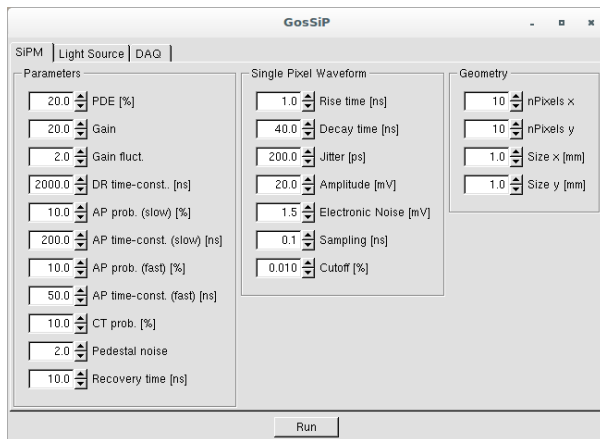 GosSiP
SiPM Light Source DAQ
Parameters
20.0 PDE [%]
20.0 Gain
2.0 Gain fluct.
2000.0 DR time-const.. [ns]
10.0 AP prob. (slow) [%]
200.0 AP time-const. (slow) [ns]
10.0 AP prob. (fast) [%]
50.0 AP time-const. (fast) [ns]
10.0 CT prob. [%]
2.0 Pedestal noise
10.0 Recovery time [ns]
Single Pixel Waveform
1.0 Rise time [ns]
40.0 Decay time [ns]
200.0 Jitter [ps]
20.0 Amplitude [mV]
1.5 Electronic Noise [mV]
0.1 Sampling [ns]
0.010 Cutoff [%]
Geometry
10 nPixels x
10 nPixels y
1.0 Size x [mm]
1.0 Size y [mm]
Run